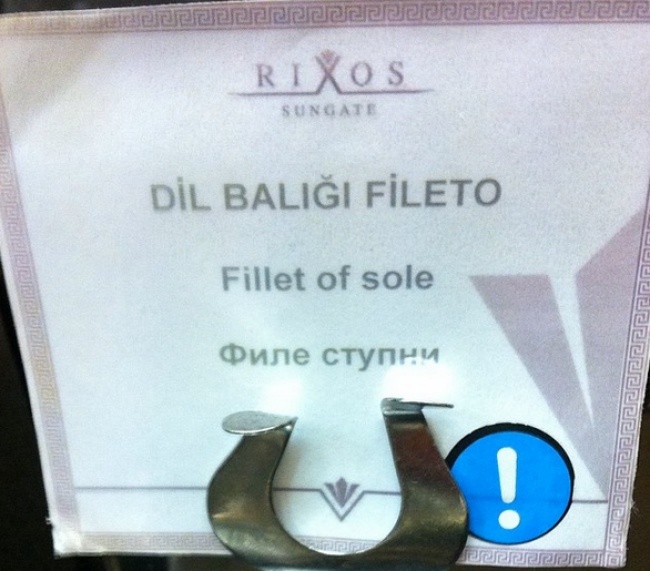 RIXOS
SUNGATE
DİL BALIĞI FİLETO
Fillet of sole
Филе ступни
!